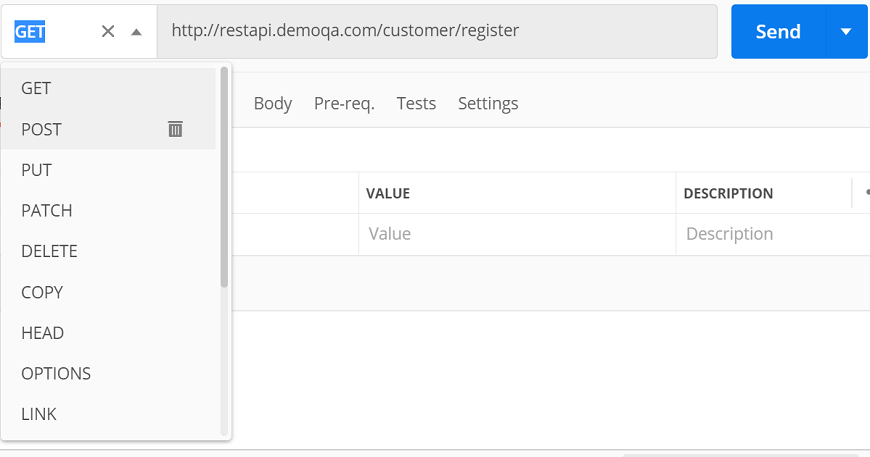 GET http://restapi.demoqa.com/customer/register Send
GET
POST
PUT
PATCH
DELETE
COPY
HEAD
OPTIONS
LINK
Body Pre-req. Tests Settings
VALUE DESCRIPTION
Value Description